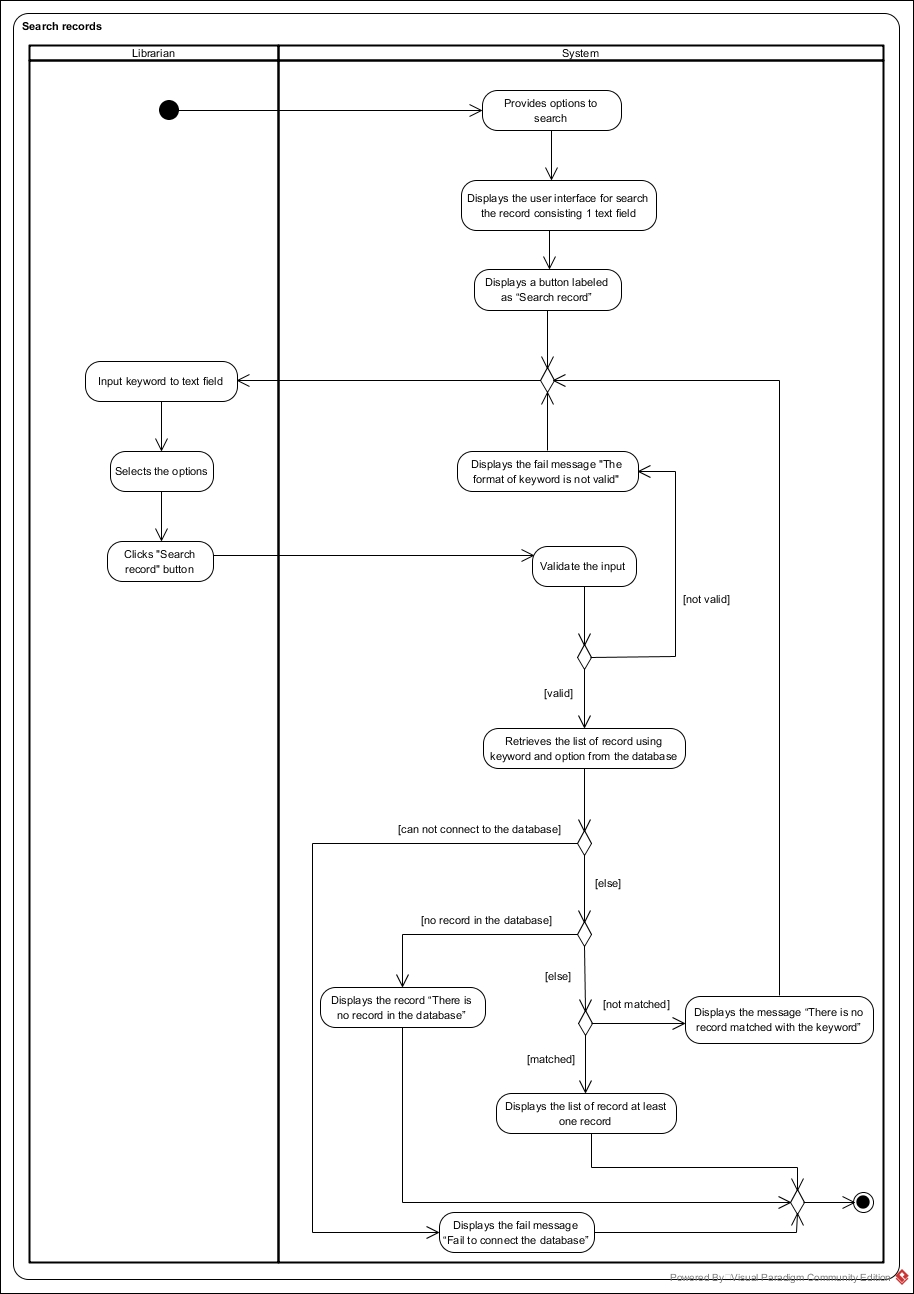 Search records
Librarian
System
Provides options to
search
Displays the user interface for search
the record consisting 1 text field
Displays a button labeled
as “Search record”
Input keyword to text field
Selects the options
Displays the fail message "The
format of keyword is not valid"
Clicks "Search
record" button
Validate the input
[not valid]
[valid]
Retrieves the list of record using
keyword and option from the database
[can not connect to the database]
[else]
[no record in the database]
[else]
[not matched]
Displays the record “There is
no record in the database”
Displays the message “There is no
record matched with the keyword”
[matched]
Displays the list of record at least
one record
Displays the fail message
“Fail to connect the database”
Powered By Visual Paradigm Community Edition